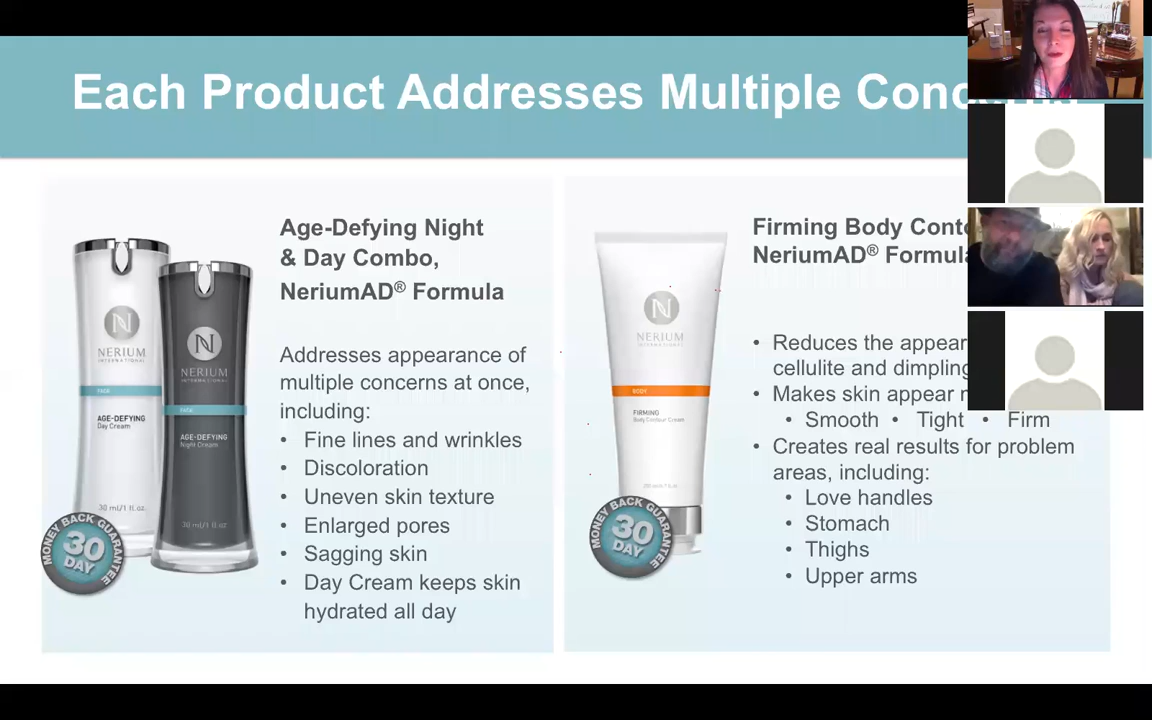 Each Product Addresses Multiple
Age-Defying Night
& Day Combo,
NeriumAD® Formula
Addresses appearance of
multiple concerns at once,
including:
• Fine lines and wrinkles
• Discoloration
• Uneven skin texture
• Enlarged pores
• Sagging skin
• Day Cream keeps skin
hydrated all day
N
NERIUM
INTERNATIONAL
FACE
AGE-DEFYING
Day Cream
30 ml/1 fl.oz.
N
NERIUM
INTERNATIONAL
FACE
AGE-DEFYING
Night Cream
30 ml/1 fl.oz.
MONEY BACK GUARANTEE
30
DAY
Firming Body
NeriumAD® Formula
• Reduces the
cellulite and dimpling
• Makes skin appear
• Smooth • Tight • Firm
• Creates real results for problem
areas, including:
• Love handles
• Stomach
• Thighs
• Upper arms
N
NERIUM
INTERNATIONAL
BODY
FIRMING
Body Contour Cream
MONEY BACK GUARANTEE
30
DAY